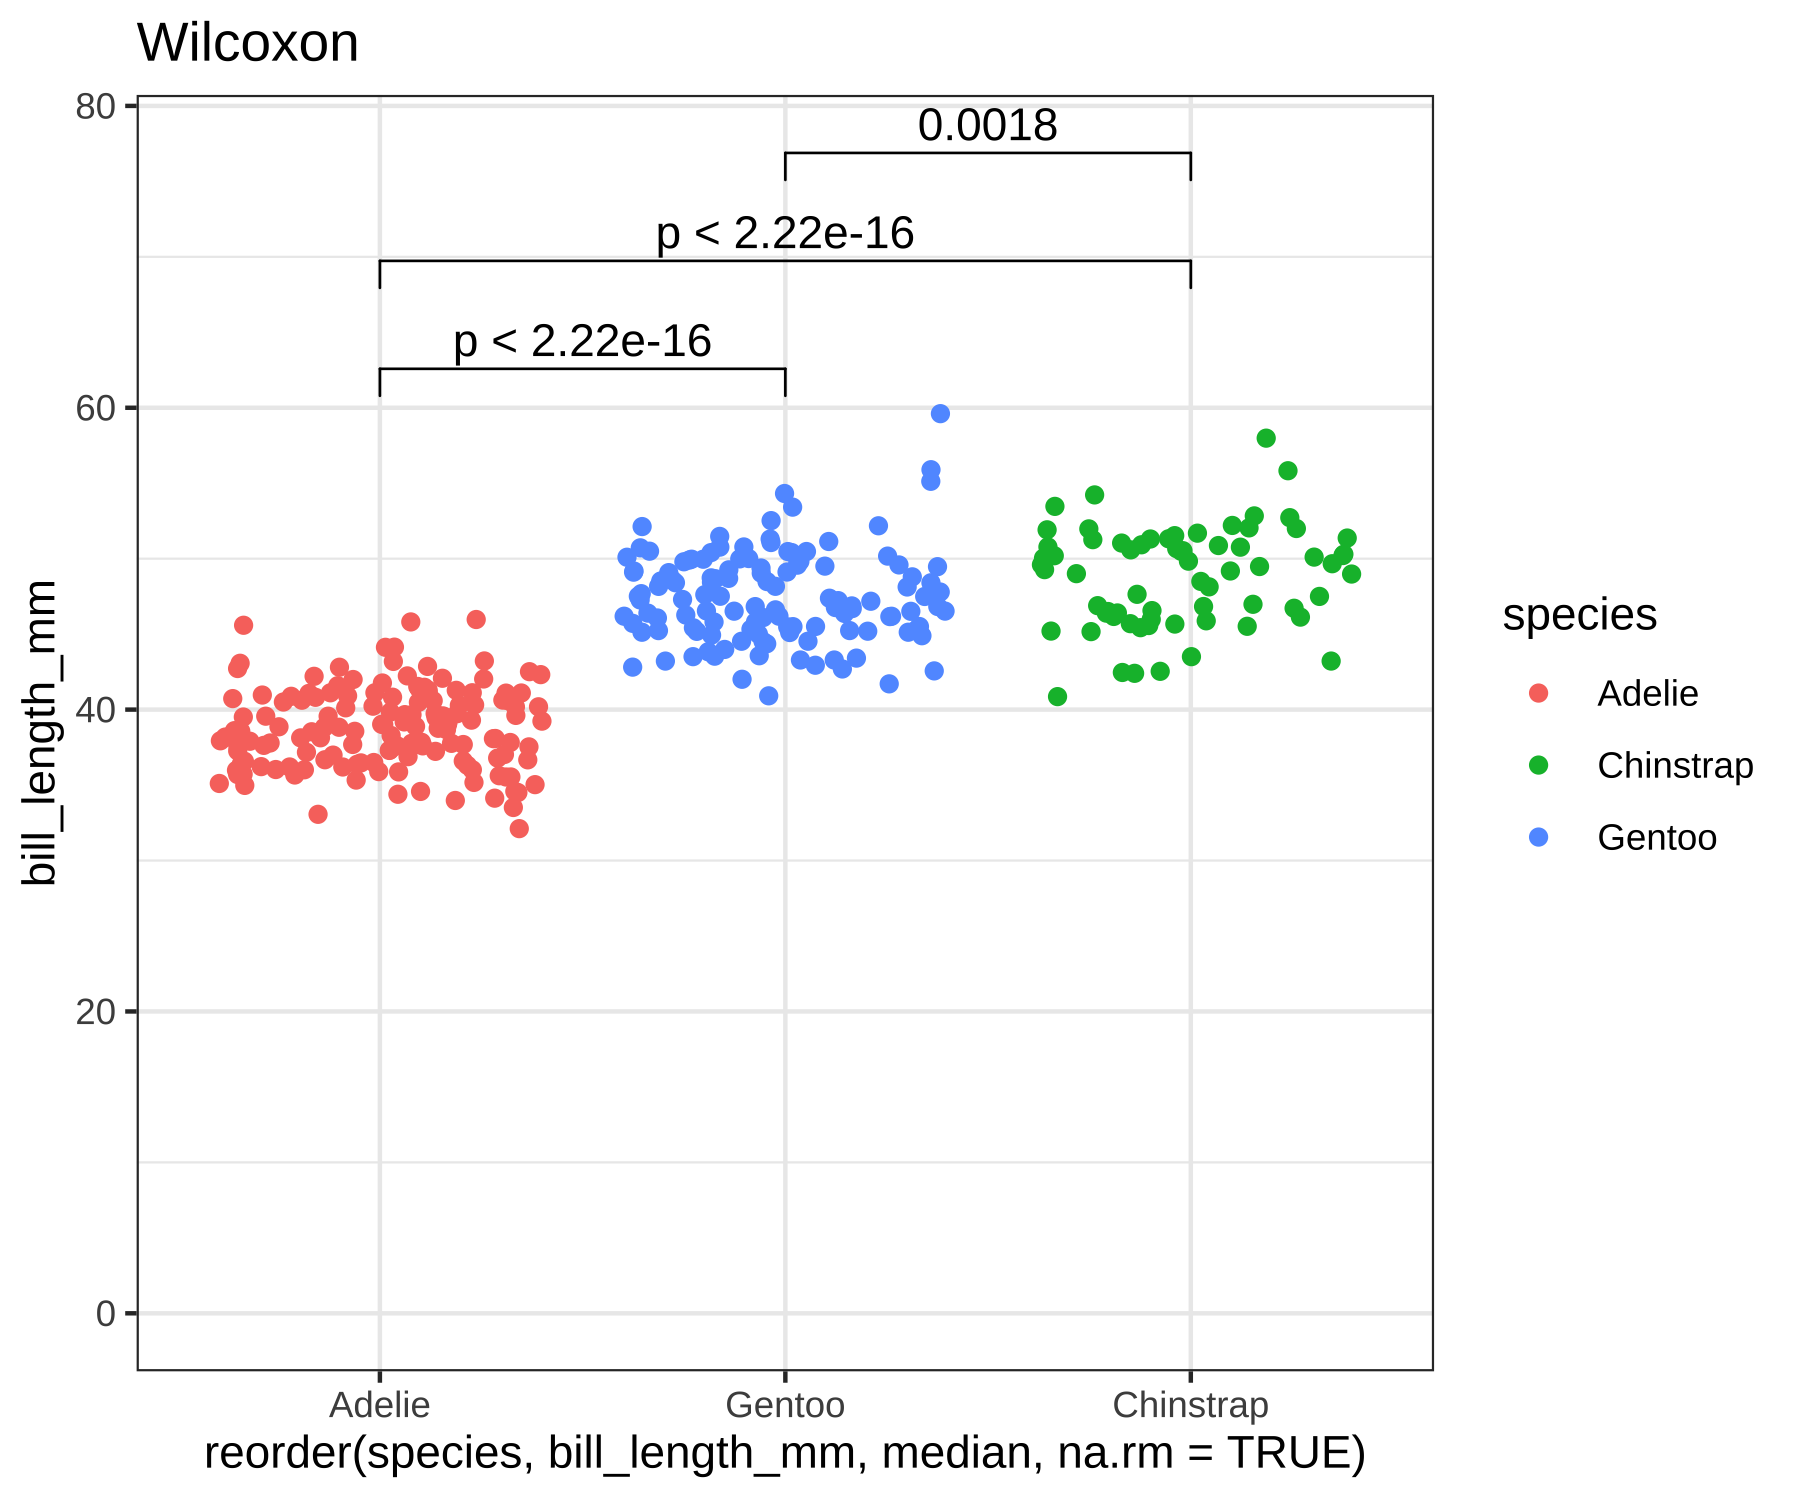 Wilcoxon
80
0.0018
p < 2.22e-16
p < 2.22e-16
60
40
20
0
bill_length_mm
Adelie
Gentoo
Chinstrap
reorder(species, bill_length_mm, median, na.rm = TRUE)
species
Adelie
Chinstrap
Gentoo